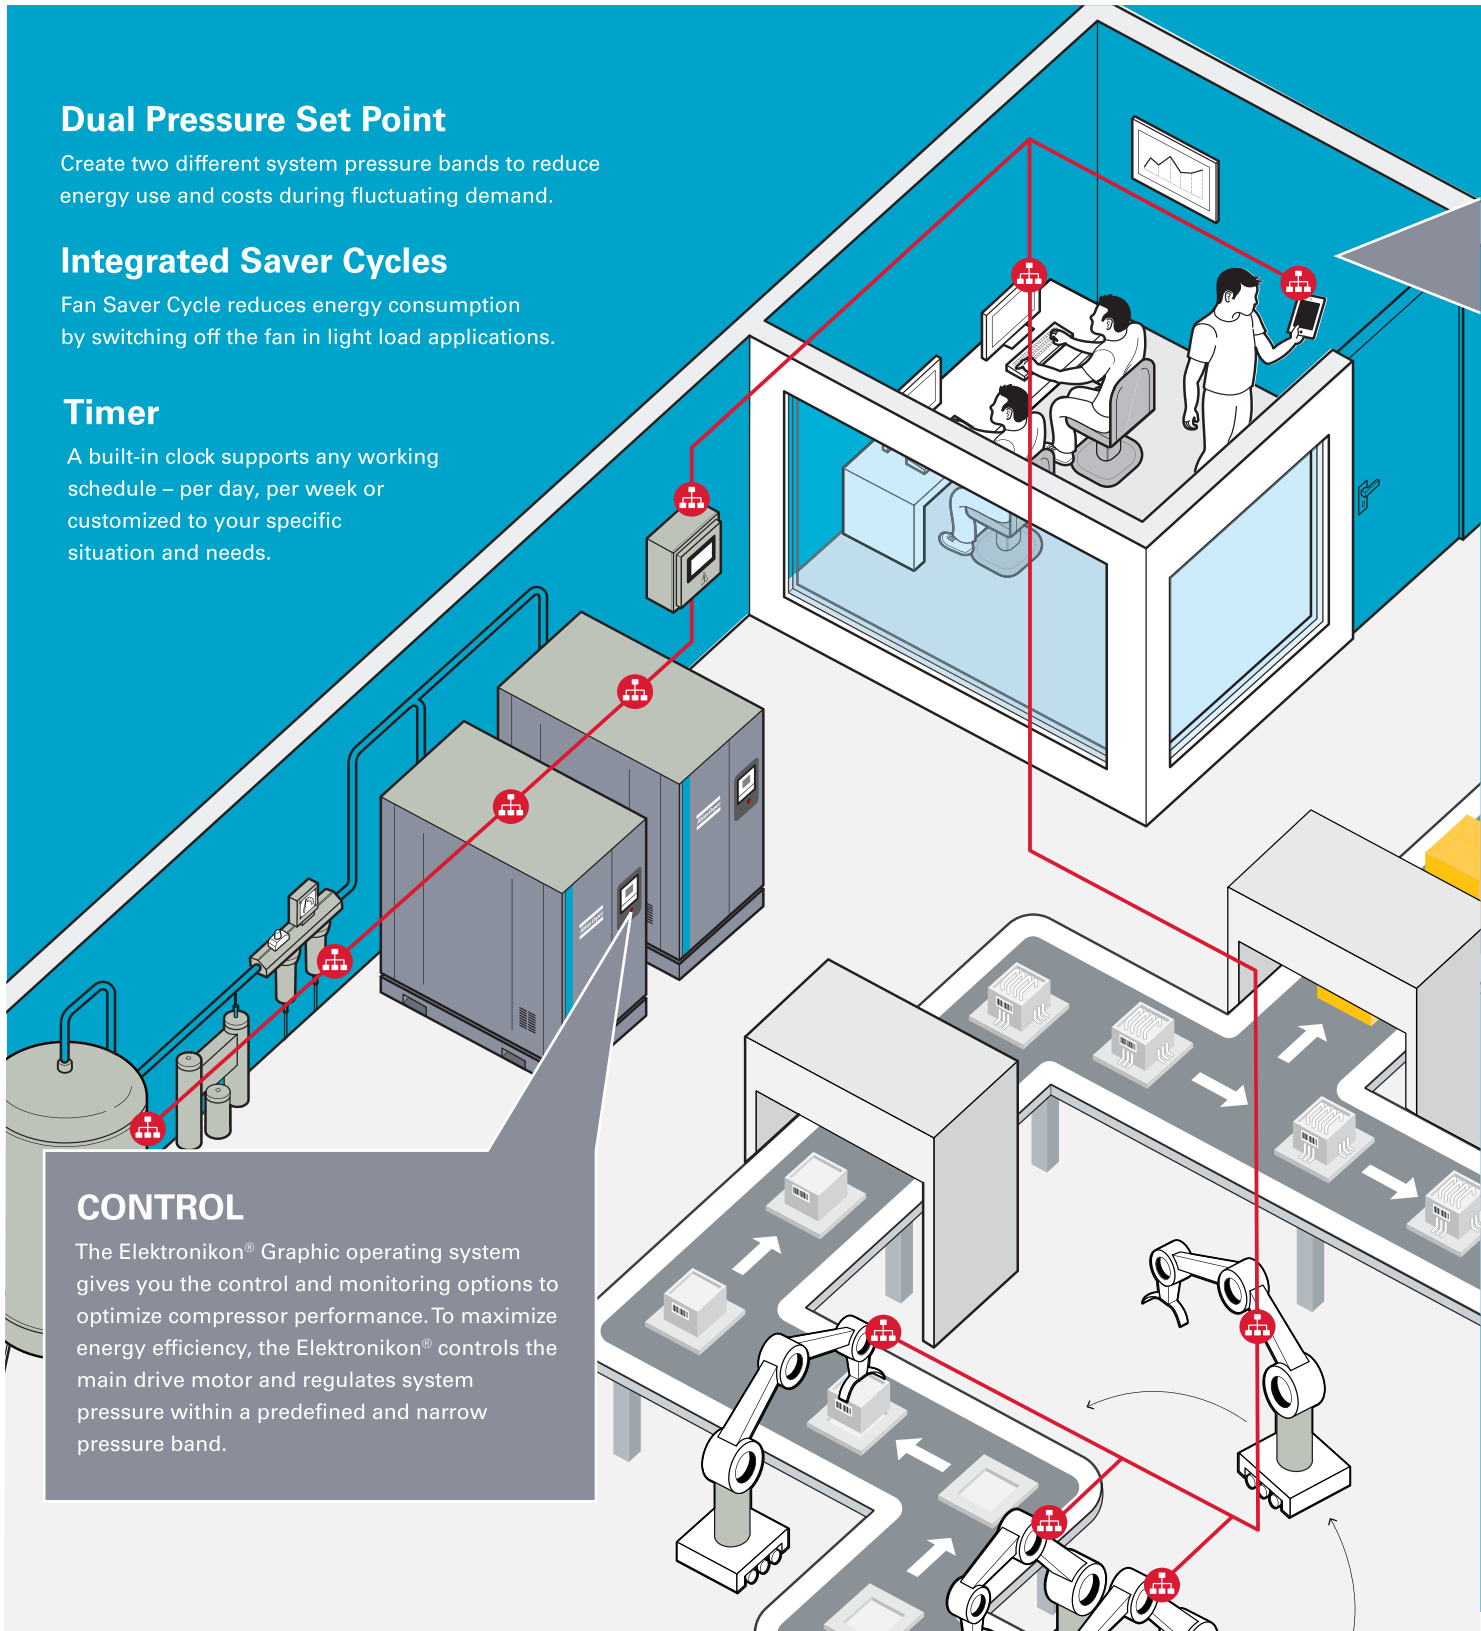 Dual Pressure Set Point
Create two different system pressure bands to reduce
energy use and costs during fluctuating demand.
Integrated Saver Cycles
Fan Saver Cycle reduces energy consumption
by switching off the fan in light load applications.
Timer
A built-in clock supports any working
schedule – per day, per week or
customized to your specific
situation and needs.
CONTROL
The Elektronikon® Graphic operating system
gives you the control and monitoring options to
optimize compressor performance. To maximize
energy efficiency, the Elektronikon® controls the
main drive motor and regulates system
pressure within a predefined and narrow
pressure band.